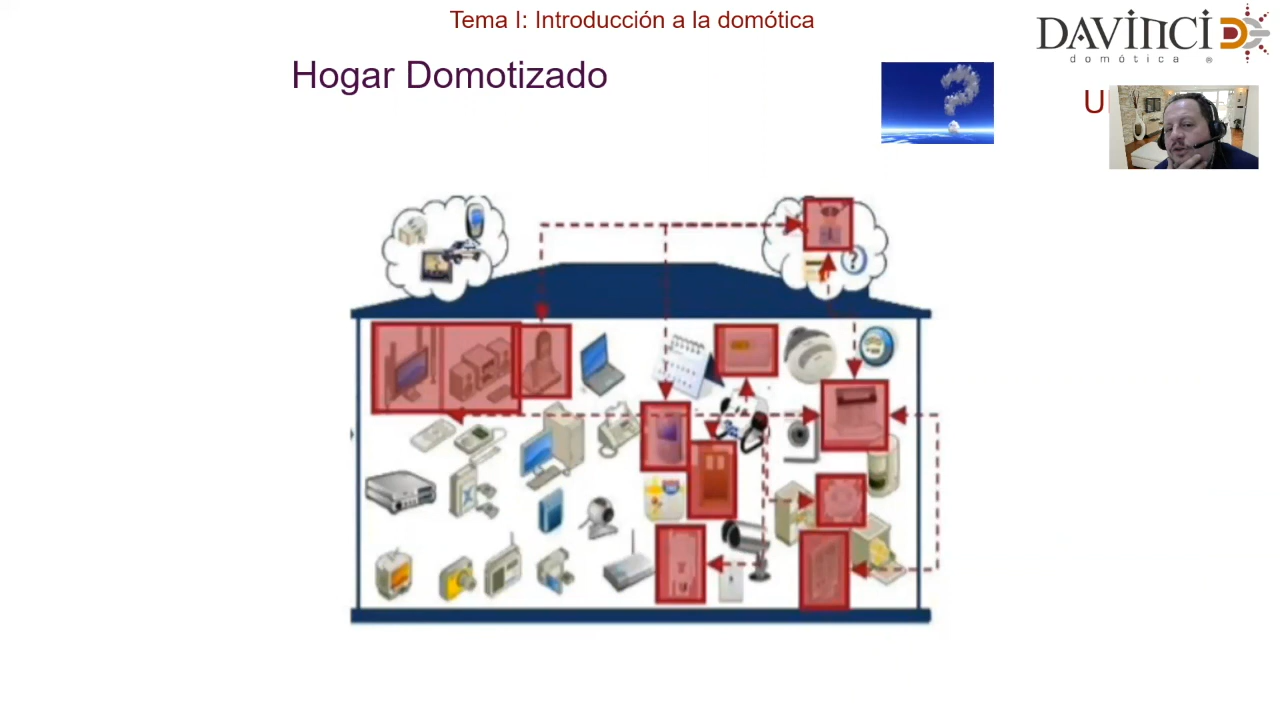 Tema I: Introducción a la domótica
DAVINCI
domótica ®
Hogar Domotizado
U